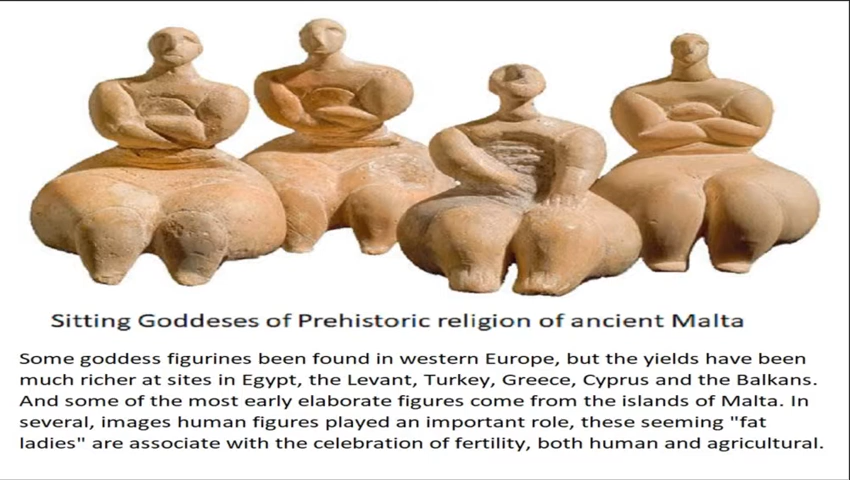 Sitting Goddeses of Prehistoric religion of ancient Malta
Some goddess figurines been found in western Europe, but the yields have been
much richer at sites in Egypt, the Levant, Turkey, Greece, Cyprus and the Balkans.
And some of the most early elaborate figures come from the islands of Malta. In
several, images human figures played an important role, these seeming "fat
ladies" are associate with the celebration of fertility, both human and agricultural.